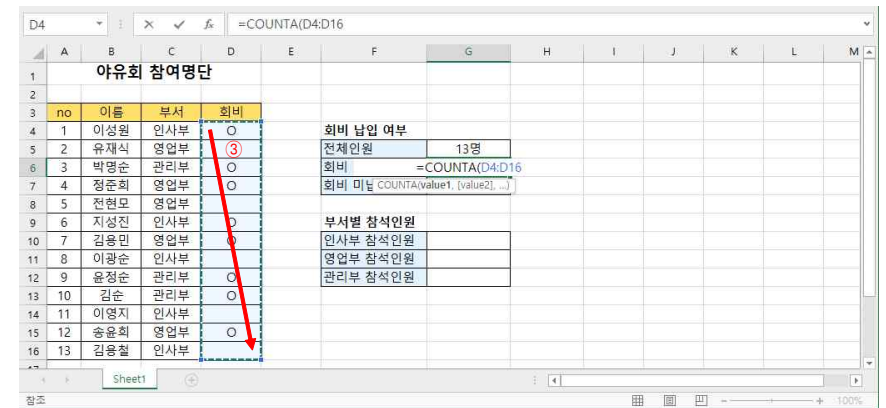 D4 =COUNTA(D4:D16
A B C D E F G H I J K L M
1 야유회 참여명단
2
3 no 이름 부서 회비
4 1 이성원 인사부 O 회비 납입 여부
5 2 유재식 영업부 ③ 전체인원 13명
6 3 박명순 관리부 O 회비 =COUNTA(D4:D16
7 4 정준희 영업부 O 회비 미납 COUNTA(value1, [value2], ...)
8 5 전현모 영업부
9 6 지성진 인사부 O 부서별 참석인원
10 7 김용민 영업부 O 인사부 참석인원
11 8 이광순 인사부 영업부 참석인원
12 9 윤정순 관리부 O 관리부 참석인원
13 10 김순 관리부 O
14 11 이영지 인사부
15 12 송윤희 영업부 O
16 13 김용철 인사부
Sheet1
참조 100%